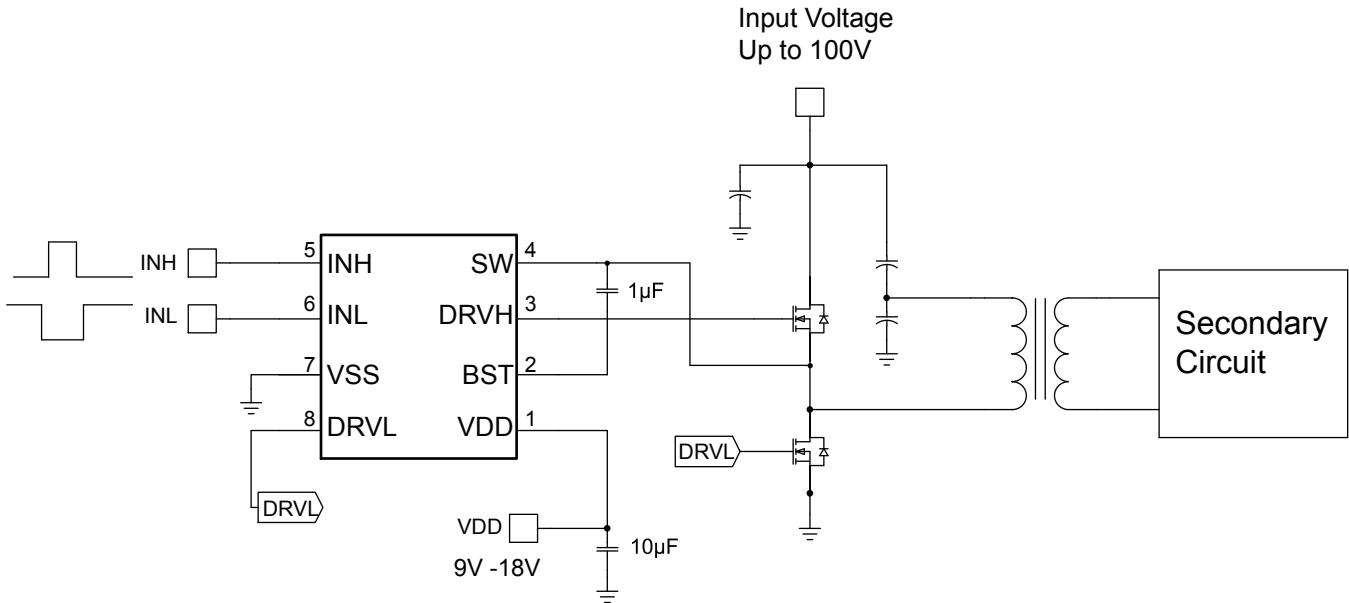 Input Voltage
Up to 100V
INH
INL
5
6
7
8
INH
INL
VSS
DRVL
SW
DRVH
BST
VDD
4
3
2
1
1µF
DRVL
VDD
9V -18V
10µF
DRVL
Secondary
Circuit